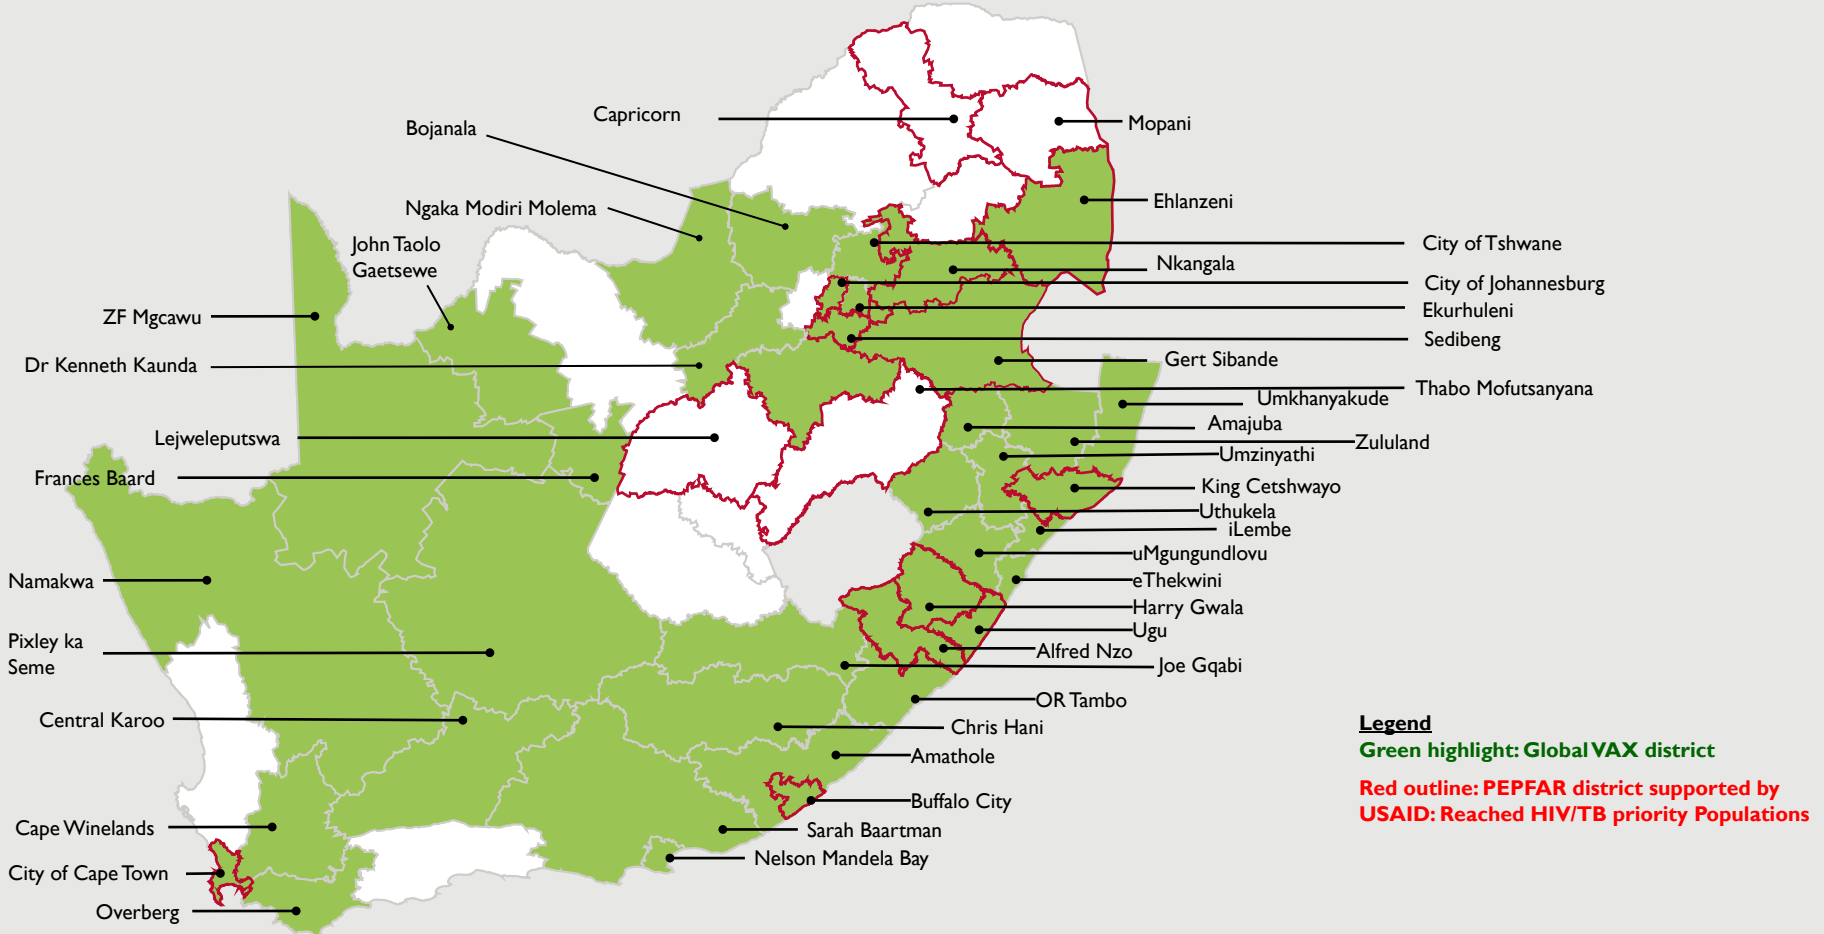 Capricorn
Mopani
Bojanala
Ehlanzeni
Ngaka Modiri Molema
City of Tshwane
John Taolo
Gaetsewe
Nkangala
City of Johannesburg
Ekurhuleni
ZF Mgcawu
Sedibeng
Gert Sibande
Dr Kenneth Kaunda
Thabo Mofutsanyana
Umkhanyakude
Amajuba
Lejweleputswa
Zululand
Umzinyathi
Frances Baard
King Cetshwayo
Uthukela
iLembe
uMgungundlovu
Namakwa
eThekwini
Harry Gwala
Ugu
Pixley ka
Seme
Alfred Nzo
Joe Gqabi
OR Tambo
Central Karoo
Chris Hani
Amathole
Buffalo City
Cape Winelands
Sarah Baartman
Nelson Mandela Bay
City of Cape Town
Overberg
Legend
Green highlight: Global VAX district
Red outline: PEPFAR district supported by
USAID: Reached HIV/TB priority Populations